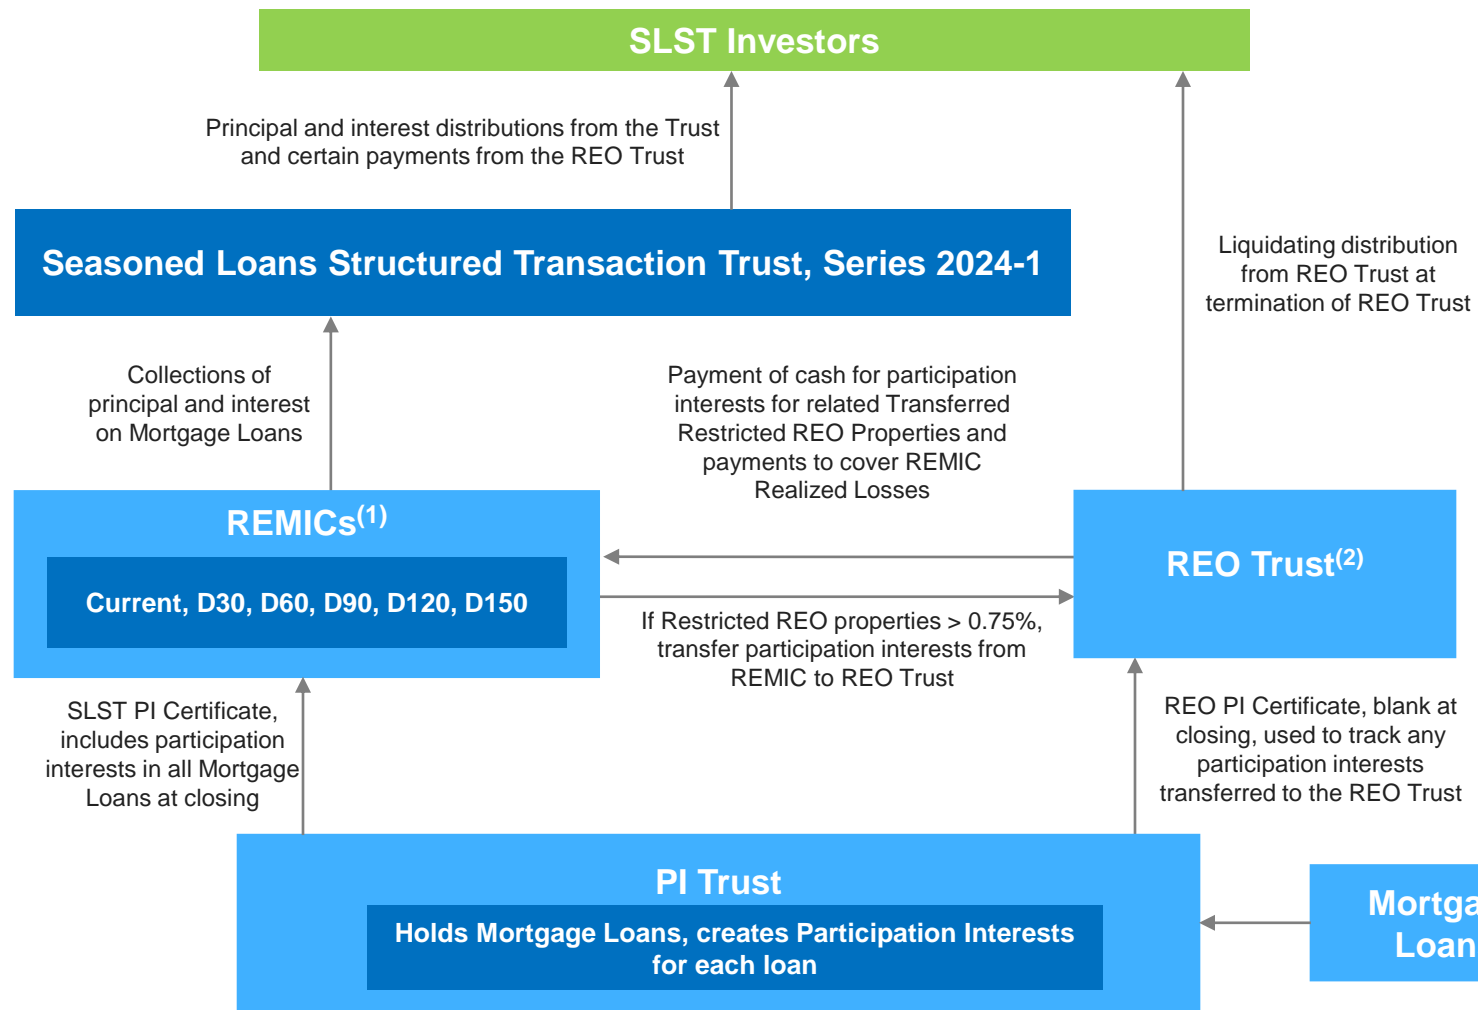 SLST Investors
Principal and interest distributions from the Trust
and certain payments from the REO Trust
Seasoned Loans Structured Transaction Trust, Series 2024-1
Liquidating distribution
from REO Trust at
termination of REO Trust
Collections of
principal and interest
on Mortgage Loans
Payment of cash for participation
interests for related Transferred
Restricted REO Properties and
payments to cover REMIC
Realized Losses
REMICs(1)
Current, D30, D60, D90, D120, D150
REO Trust(2)
If Restricted REO properties > 0.75%,
transfer participation interests from
REMIC to REO Trust
SLST PI Certificate,
includes participation
interests in all Mortgage
Loans at closing
REO PI Certificate, blank at
closing, used to track any
participation interests
transferred to the REO Trust
PI Trust
Holds Mortgage Loans, creates Participation Interests
for each loan
Mortga
Loan